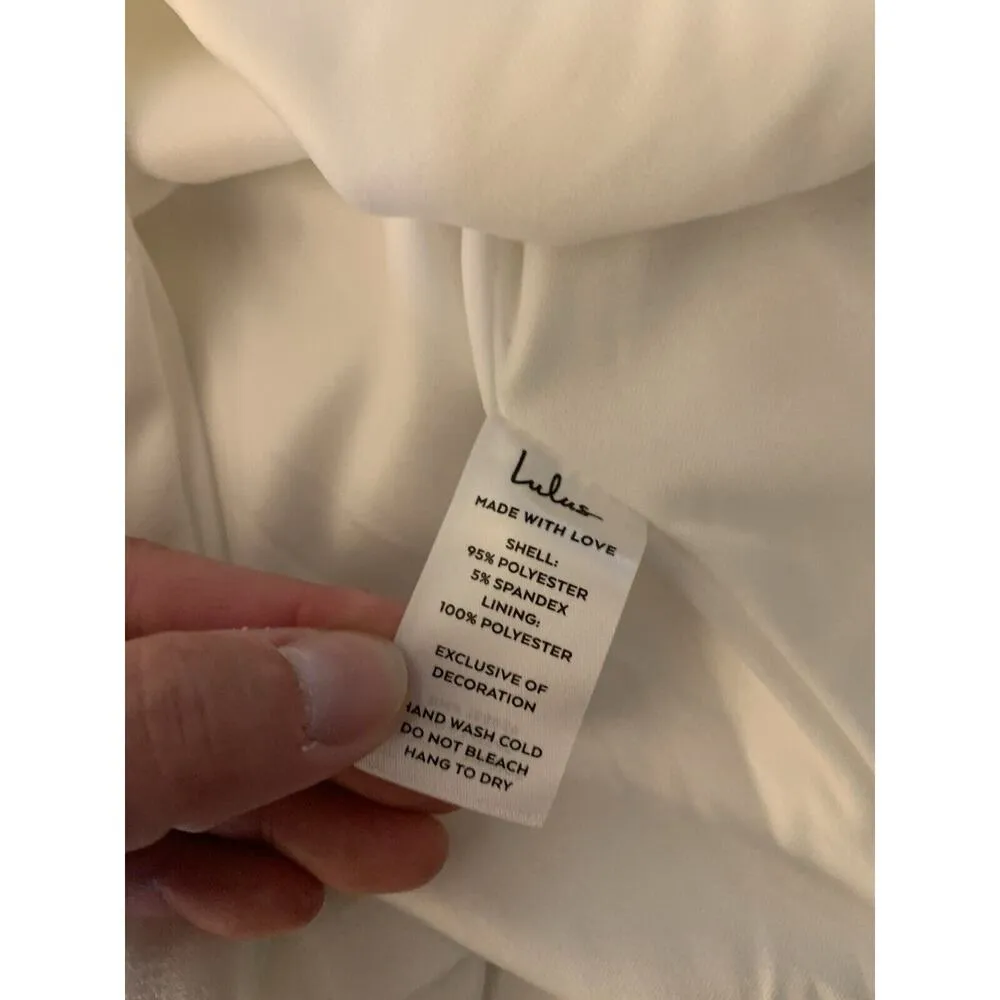 Lulus
MADE WITH LOVE
SHELL:
95% POLYESTER
5% SPANDEX
LINING:
100% POLYESTER
EXCLUSIVE OF
DECORATION
HAND WASH COLD
DO NOT BLEACH
HANG TO DRY